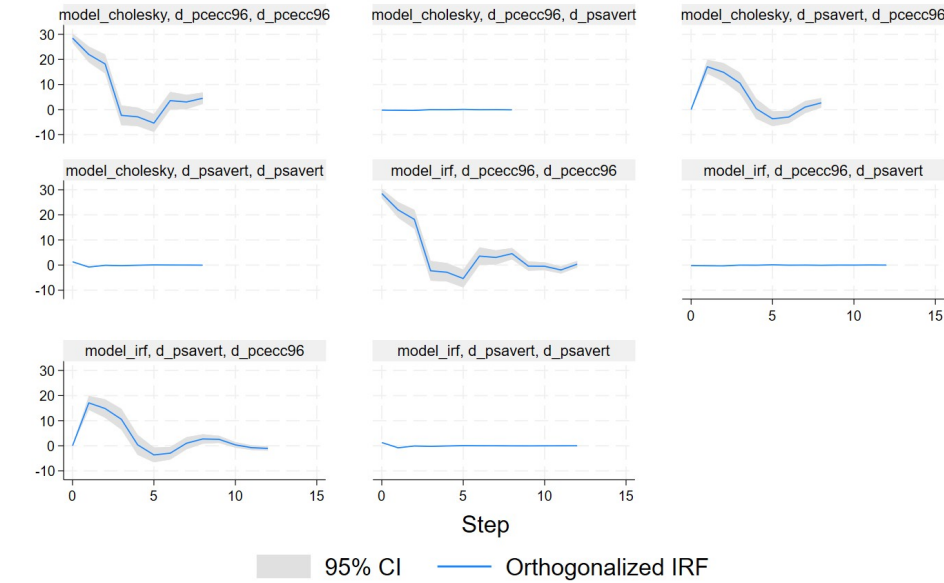 model_cholesky, d_pcecc96, d_pcecc96
model_cholesky, d_pcecc96, d_psavert
model_cholesky, d_psavert, d_pcecc96
30
20
10
0
-10
model_cholesky, d_psavert, d_psavert
model_irf, d_pcecc96, d_pcecc96
model_irf, d_pcecc96, d_psavert
30
20
10
0
-10
0 5 10 15
model_irf, d_psavert, d_pcecc96
model_irf, d_psavert, d_psavert
30
20
10
0
-10
0 5 10 15
0 5 10 15
Step
95% CI
Orthogonalized IRF